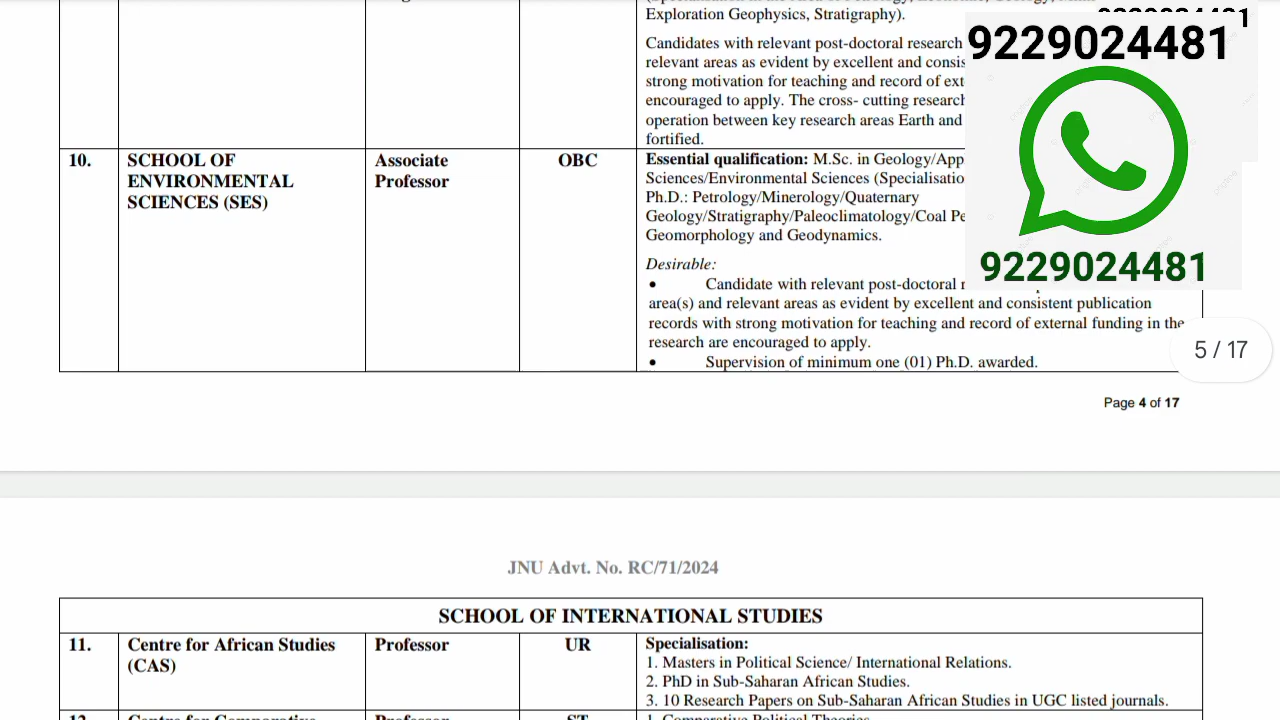 Exploration Geophysics, Stratigraphy).
Candidates with relevant post-doctoral research
relevant areas as evident by excellent and consis
strong motivation for teaching and record of ext
encouraged to apply. The cross- cutting research
operation between key research areas Earth and
fortified.
9229024481
9229024481
10. SCHOOL OF ENVIRONMENTAL SCIENCES (SES) Associate Professor OBC
Essential qualification: M.Sc. in Geology/App
Sciences/Environmental Sciences (Specialisatio
Ph.D.: Petrology/Minerology/Quaternary
Geology/Stratigraphy/Paleoclimatology/Coal Pe
Geomorphology and Geodynamics.
Desirable:
• Candidate with relevant post-doctoral
area(s) and relevant areas as evident by excellent and consistent publication
records with strong motivation for teaching and record of external funding in the
research are encouraged to apply.
• Supervision of minimum one (01) Ph.D. awarded.
5 / 17
Page 4 of 17
JNU Advt. No. RC/71/2024
SCHOOL OF INTERNATIONAL STUDIES
11. Centre for African Studies (CAS) Professor UR
Specialisation:
1. Masters in Political Science/ International Relations.
2. PhD in Sub-Saharan African Studies.
3. 10 Research Papers on Sub-Saharan African Studies in UGC listed journals.